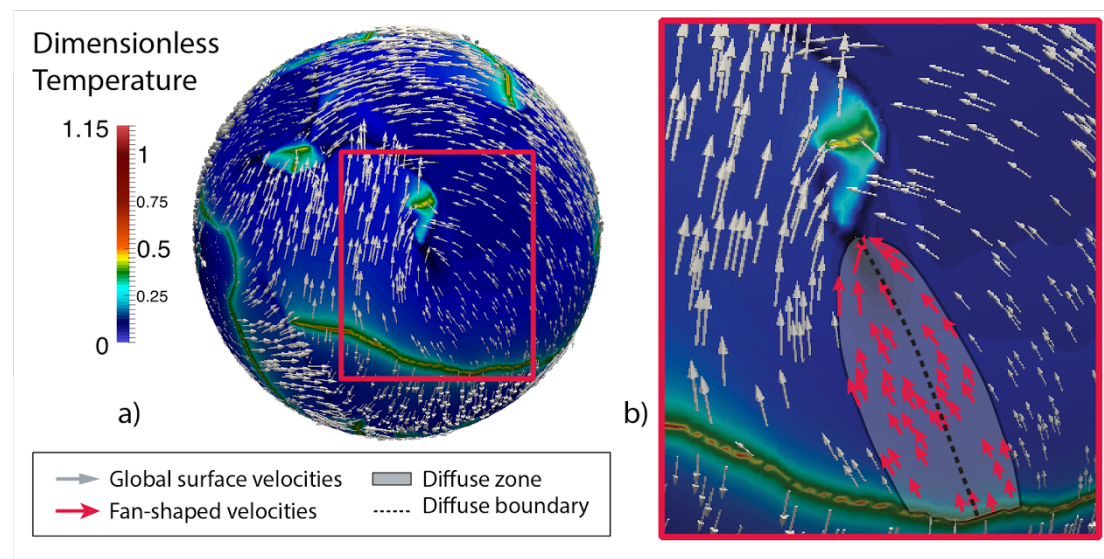 Dimensionless
Temperature
1.15
1
0.75
0.5
0.25
0
a)
b)
Global surface velocities
Fan-shaped velocities
Diffuse zone
Diffuse boundary